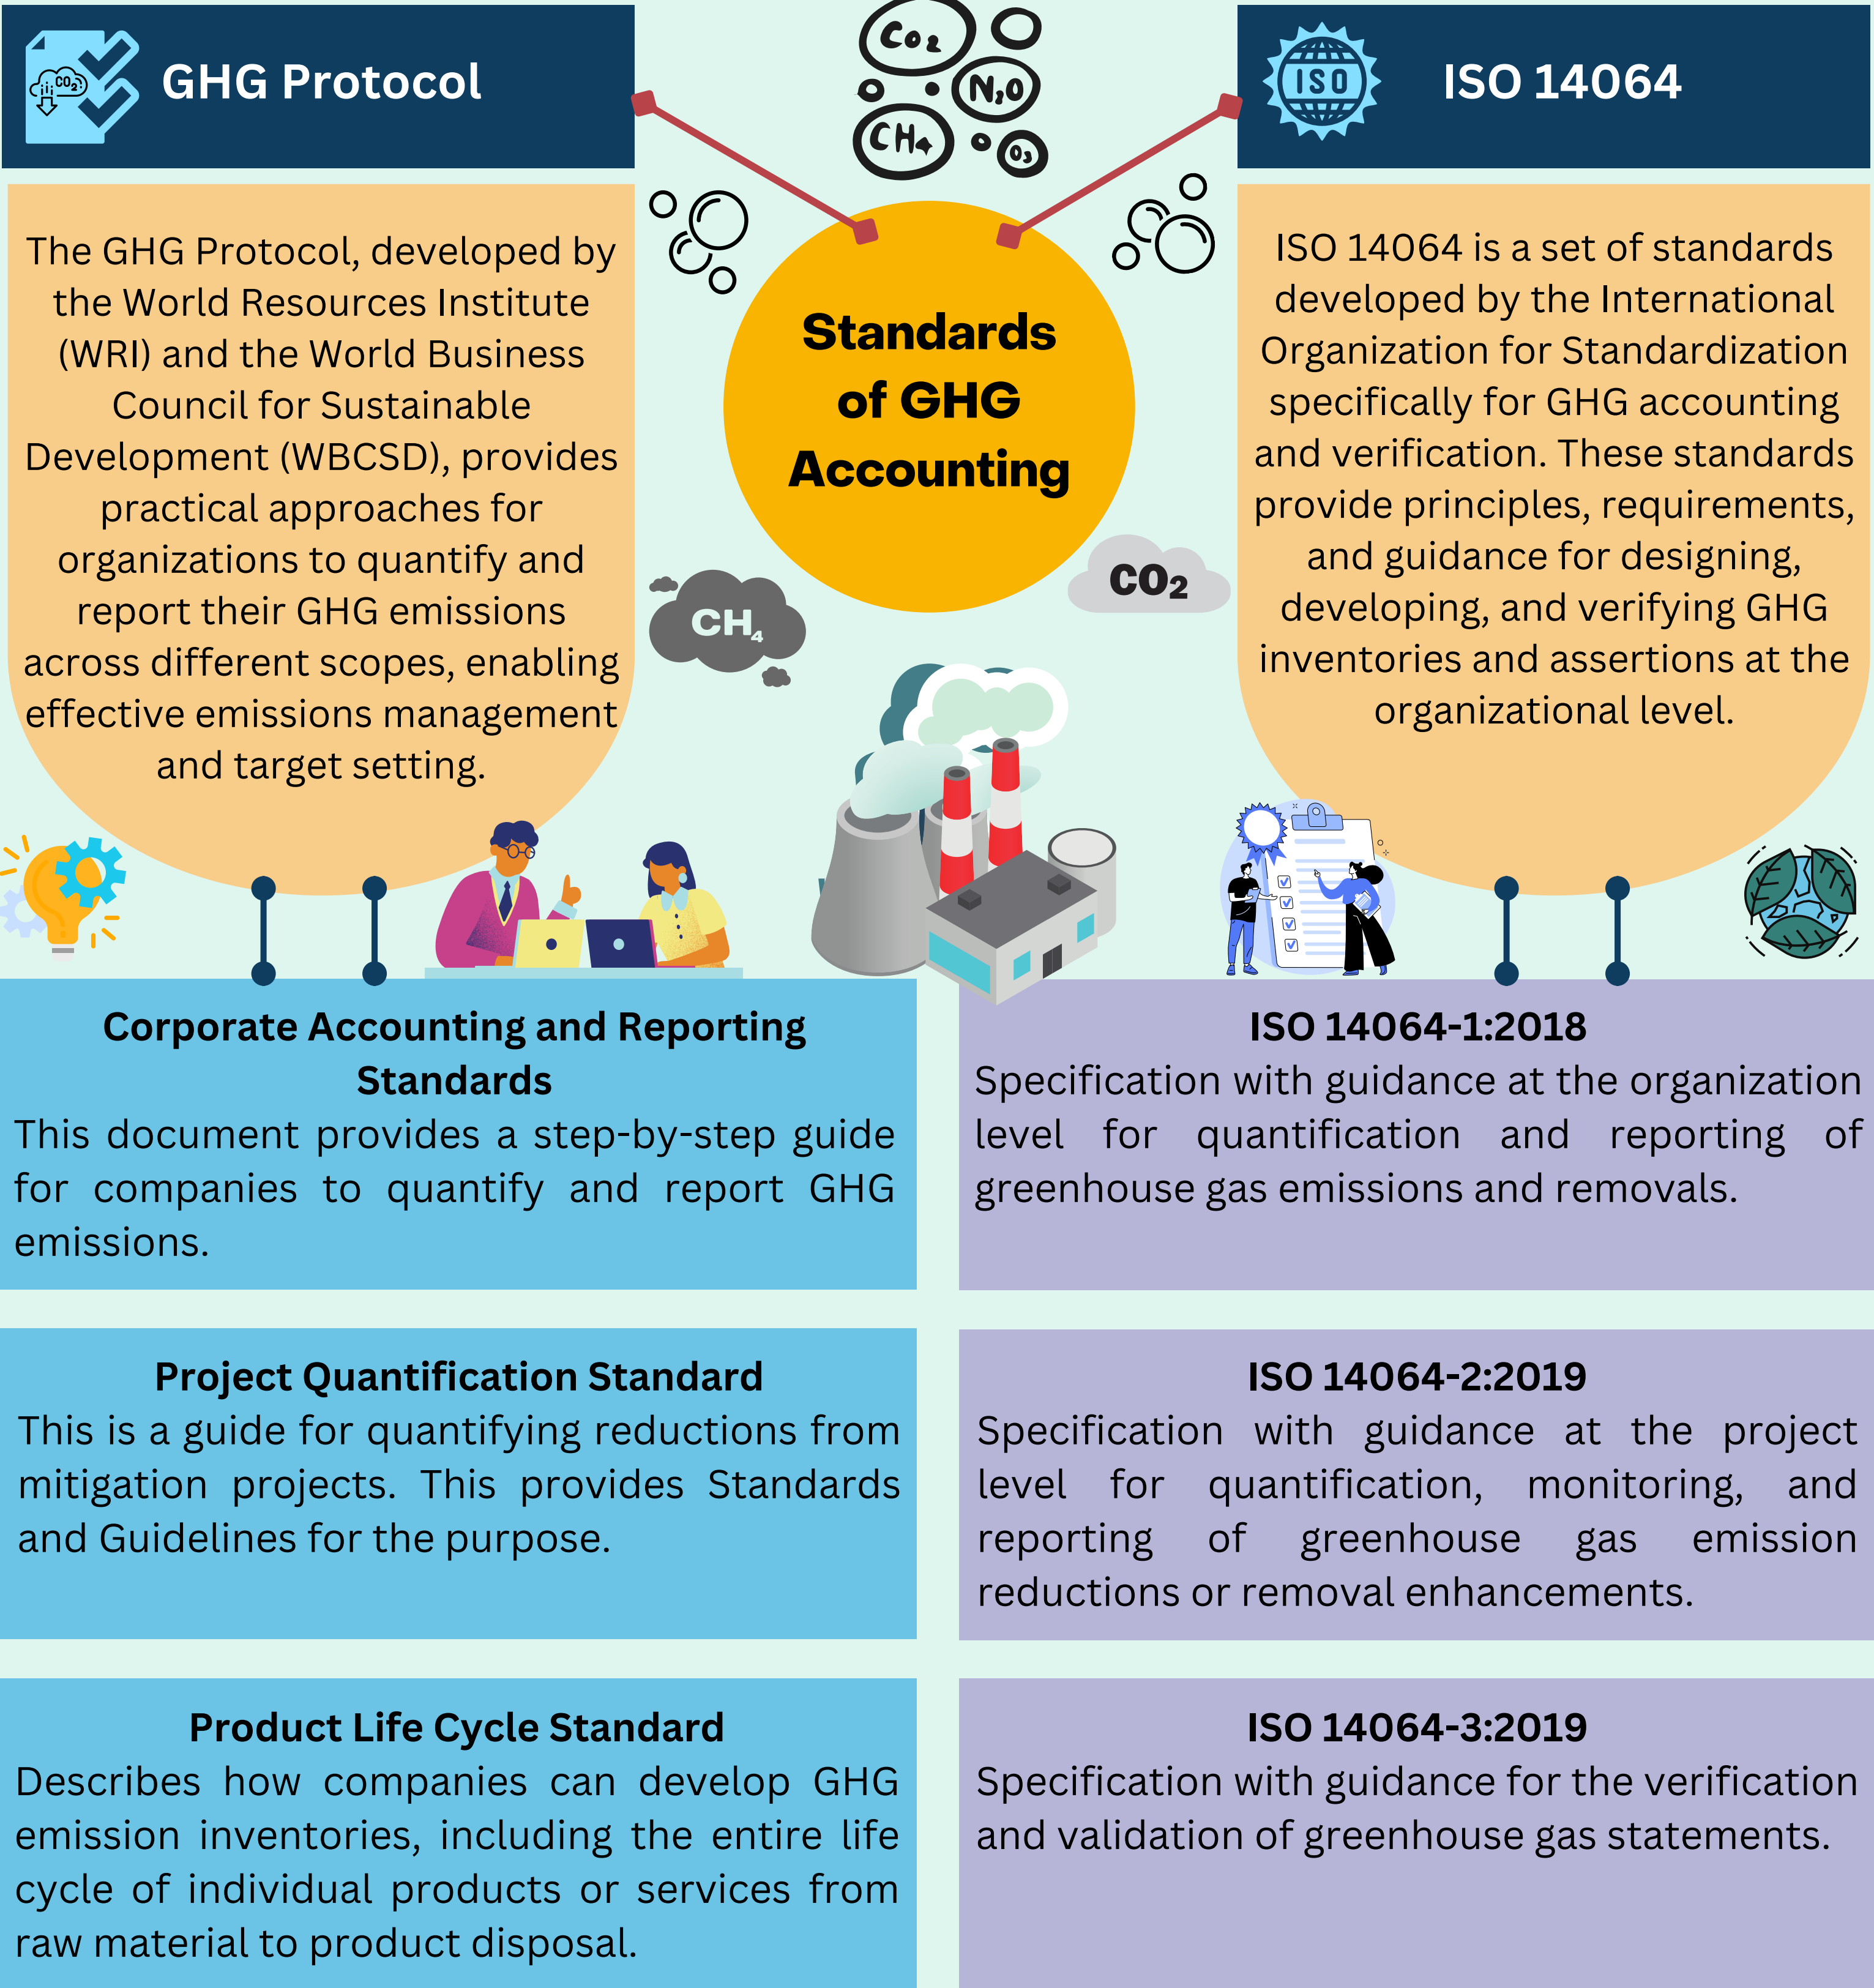 CO2
GHG Protocol
CO2
N2O
CH4
O3
ISO
ISO 14064
The GHG Protocol, developed by
the World Resources Institute
(WRI) and the World Business
Council for Sustainable
Development (WBCSD), provides
practical approaches for
organizations to quantify and
report their GHG emissions
across different scopes, enabling
effective emissions management
and target setting.
Standards
of GHG
Accounting
CH4
CO2
ISO 14064 is a set of standards
developed by the International
Organization for Standardization
specifically for GHG accounting
and verification. These standards
provide principles, requirements,
and guidance for designing,
developing, and verifying GHG
inventories and assertions at the
organizational level.
Corporate Accounting and Reporting
Standards
This document provides a step-by-step guide
for companies to quantify and report GHG
emissions.
ISO 14064-1:2018
Specification with guidance at the organization
level for quantification and reporting of
greenhouse gas emissions and removals.
Project Quantification Standard
This is a guide for quantifying reductions from
mitigation projects. This provides Standards
and Guidelines for the purpose.
ISO 14064-2:2019
Specification with guidance at the project
level for quantification, monitoring, and
reporting of greenhouse gas emission
reductions or removal enhancements.
Product Life Cycle Standard
Describes how companies can develop GHG
emission inventories, including the entire life
cycle of individual products or services from
raw material to product disposal.
ISO 14064-3:2019
Specification with guidance for the verification
and validation of greenhouse gas statements.